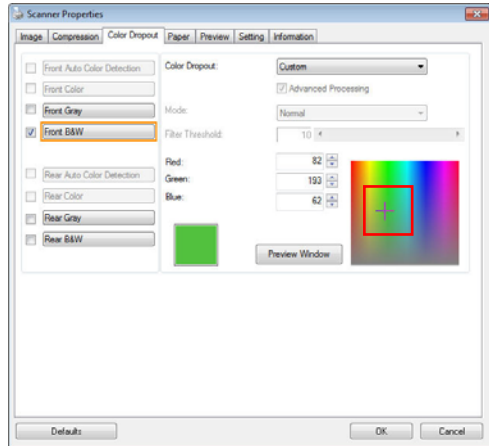 Scanner Properties
Image Compression Color Dropout Paper Preview Setting Information
Front Auto Color Detection
Front Color
Front Gray
Front B&W
Rear Auto Color Detection
Rear Color
Rear Gray
Rear B&W
Color Dropout: Custom
Advanced Processing
Mode: Normal
Filter Threshold: 10
Red: 82
Green: 193
Blue: 62
Preview Window
Defaults OK Cancel